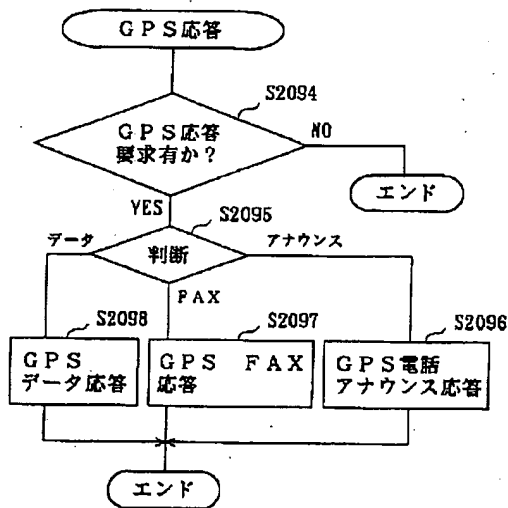 GPS応答
S2094
GPS応答
要求有か?
NO
エンド
YES
S2095
データ
判断
アナウンス
FAX
S2098
S2097
S2096
GPS
データ応答
GPS FAX
応答
GPS電話
アナウンス応答
エンド